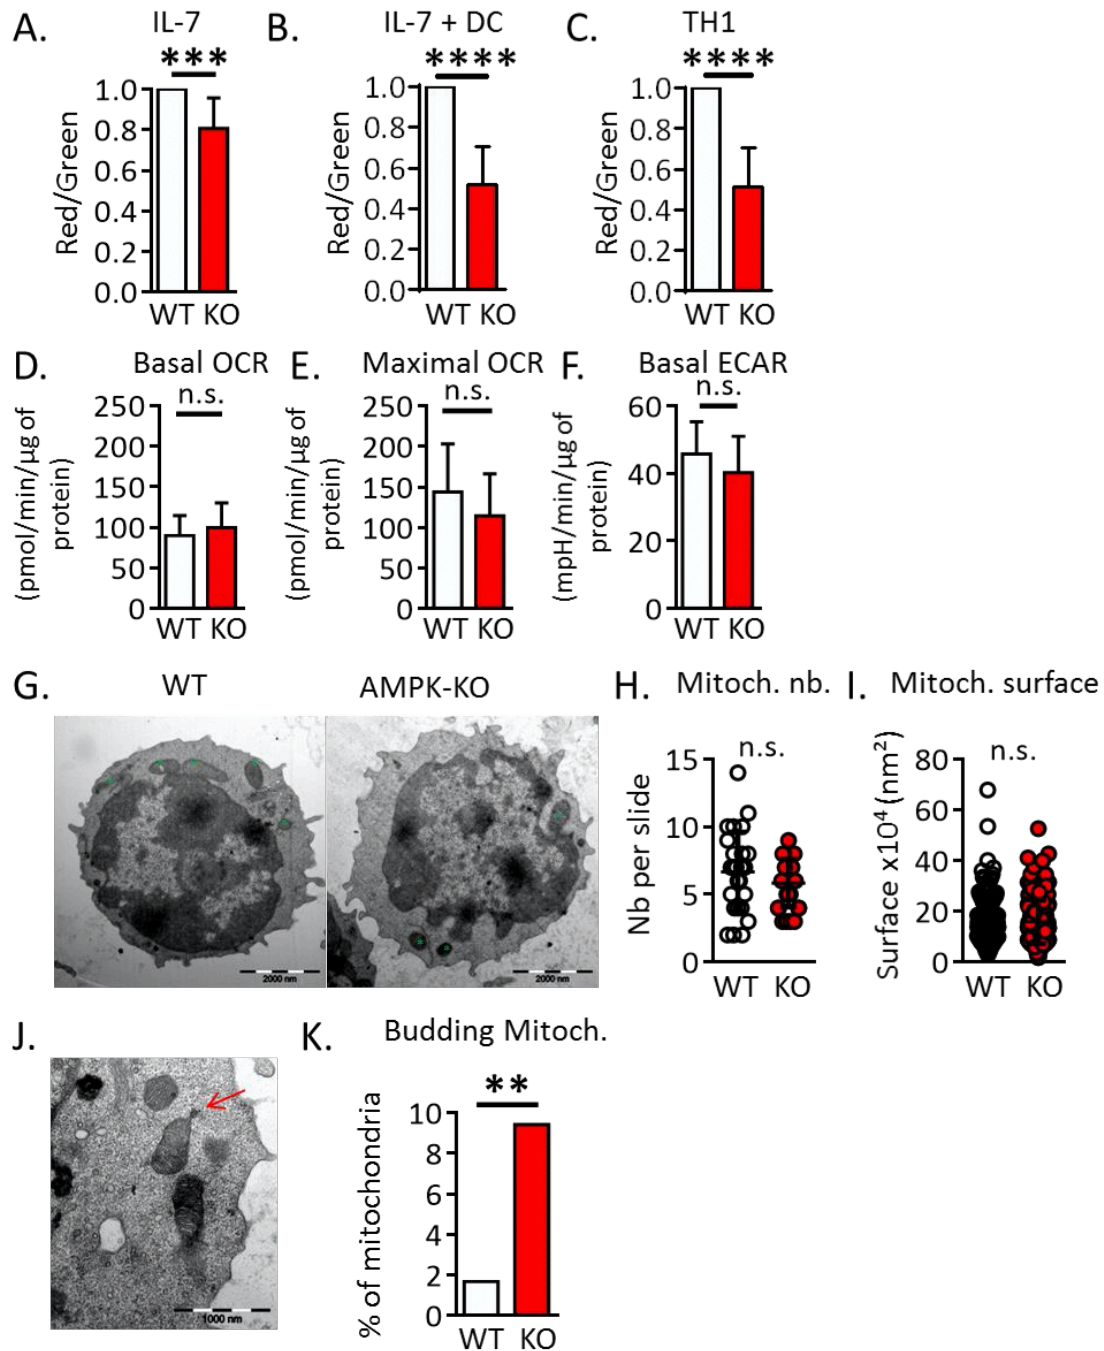 A.
IL-7
B.
IL-7 + DC
C.
TH1
***
****
****
Red/Green
1.0
0.8
0.6
0.4
0.2
0.0
WT KO
Red/Green
1.0
0.8
0.6
0.4
0.2
0.0
WT KO
Red/Green
1.0
0.8
0.6
0.4
0.2
0.0
WT KO
D.
Basal OCR
n.s.
(pmol/min/µg of
protein)
250
200
150
100
50
0
WT KO
E.
Maximal OCR
n.s.
(pmol/min/µg of
protein)
250
200
150
100
50
0
WT KO
F.
Basal ECAR
n.s.
(mpH/min/µg of
protein)
60
40
20
0
WT KO
G.
WT
AMPK-KO
2000 nm
2000 nm
H.
Mitoch. nb.
n.s.
Nb per slide
15
10
5
0
WT KO
I.
Mitoch. surface
n.s.
Surface x10⁴ (nm²)
80
60
40
20
0
WT KO
J.
1000 nm
K.
Budding Mitoch.
**
% of mitochondria
10
8
6
4
2
0
WT KO